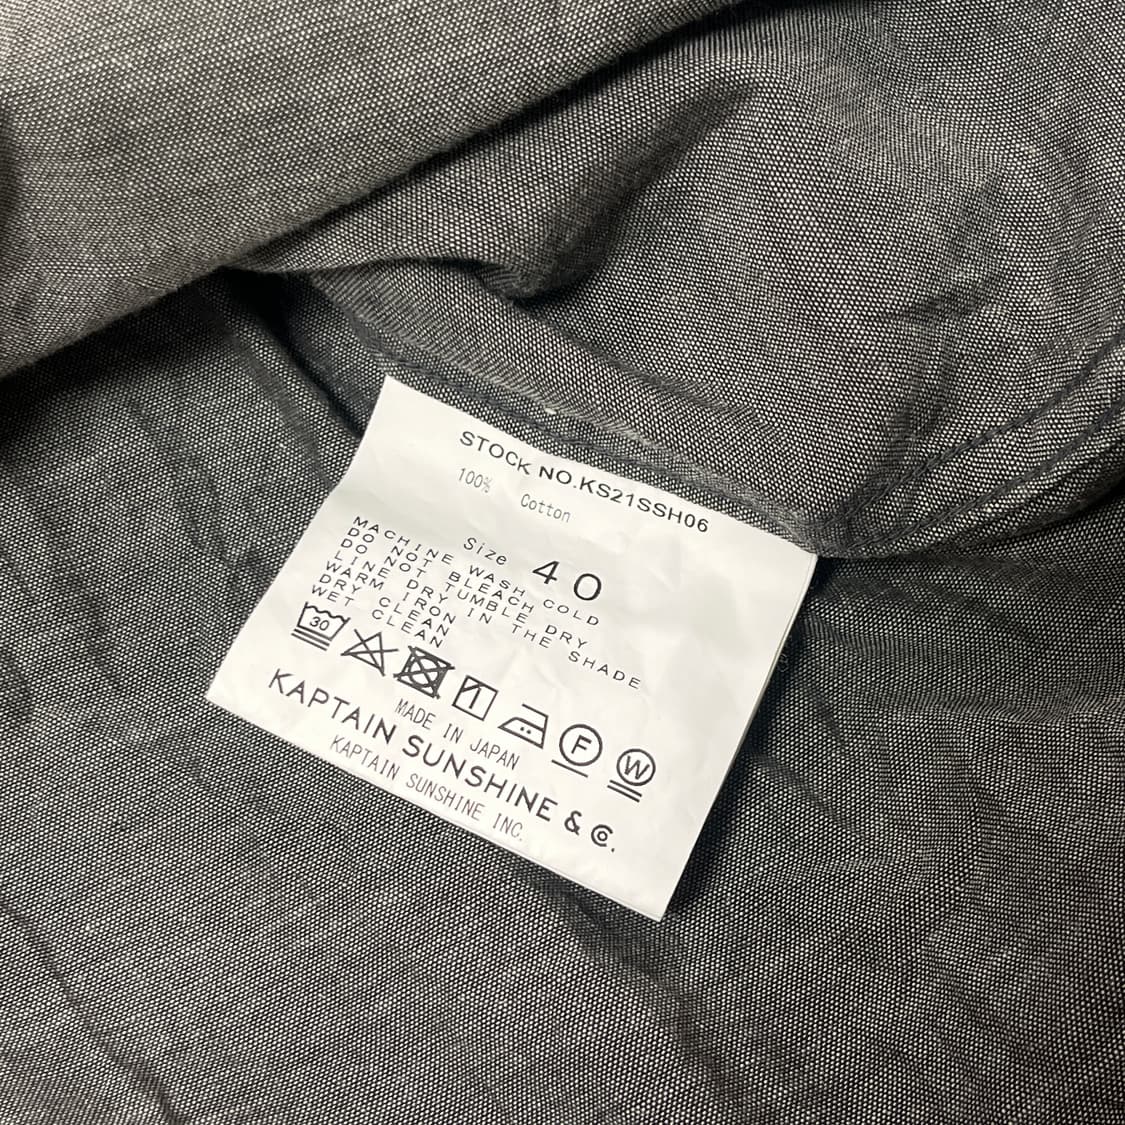 STOCK NO.KS21SSH06
100% Cotton
Size 40
MACHINE WASH COLD
DO NOT BLEACH
DO NOT TUMBLE DRY
LINE DRY IN THE SHADE
WARM IRON
DRY CLEAN
WET CLEAN
30 F W
MADE IN JAPAN
KAPTAIN SUNSHINE & Co.
KAPTAIN SUNSHINE INC.